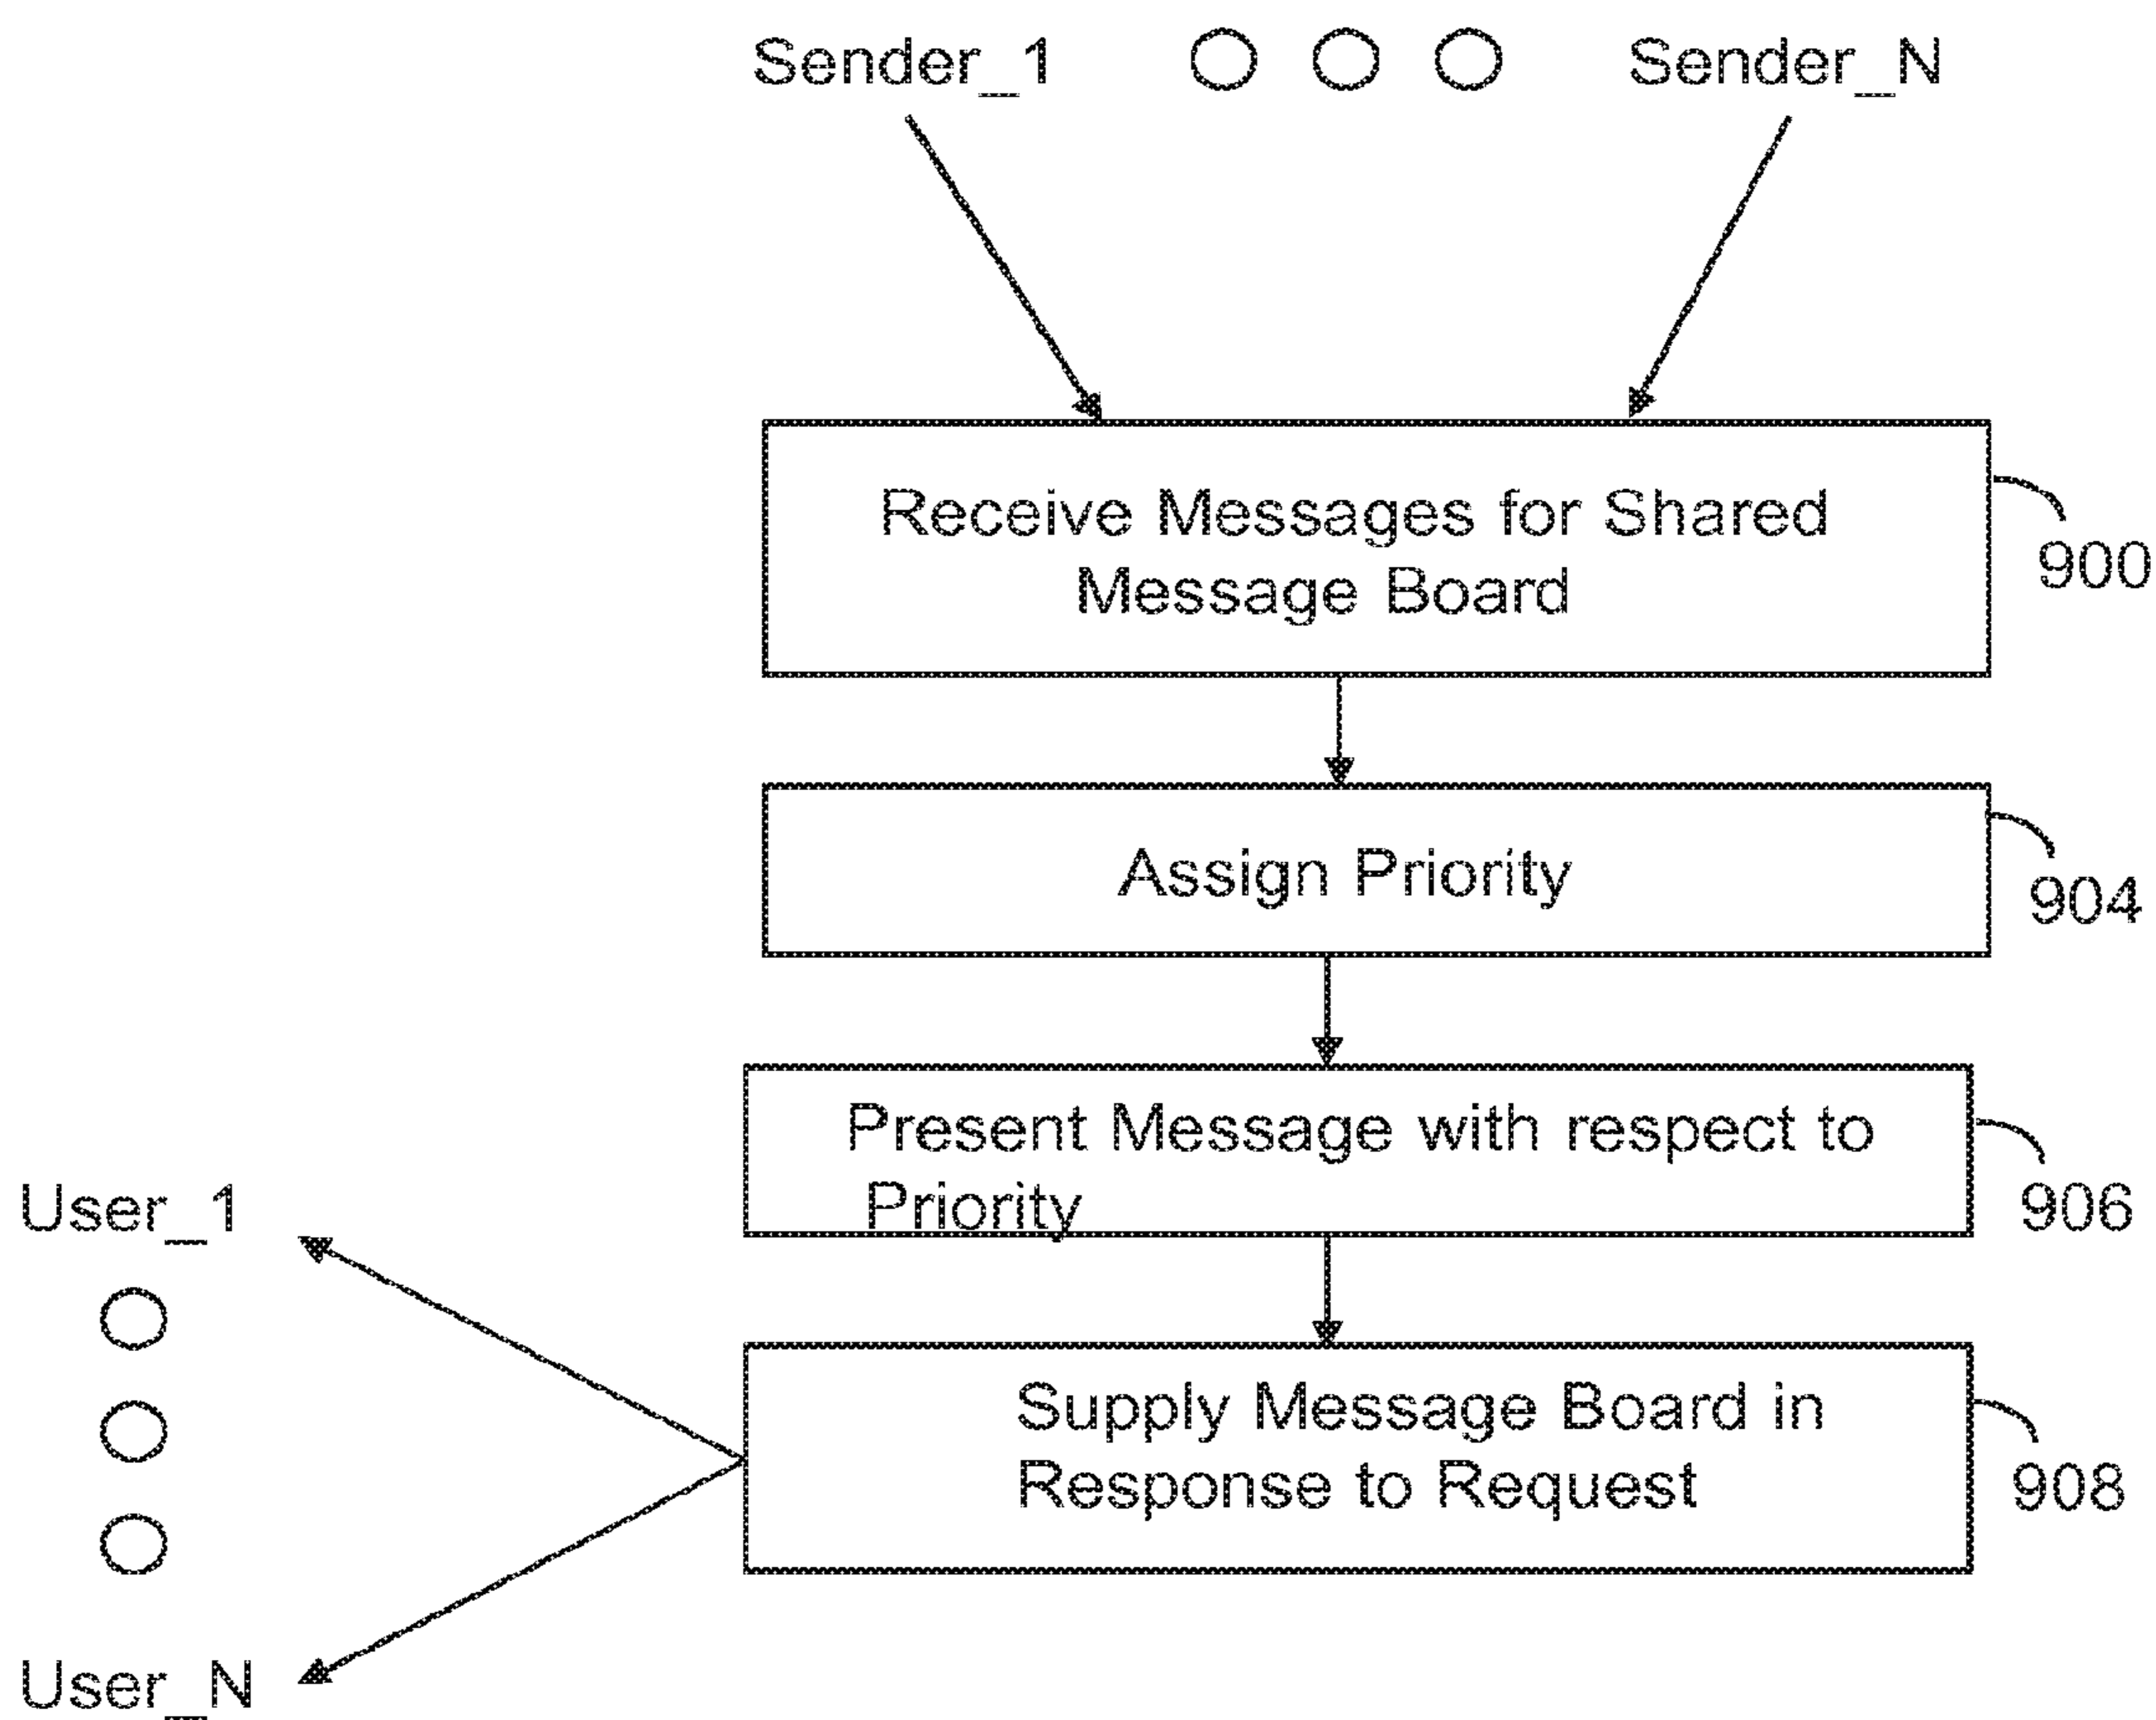 Sender_1 Sender_N
Receive Messages for Shared
Message Board
900
Assign Priority
904
Present Message with respect to
Priority
906
User_1
Supply Message Board in
Response to Request
908
User_N